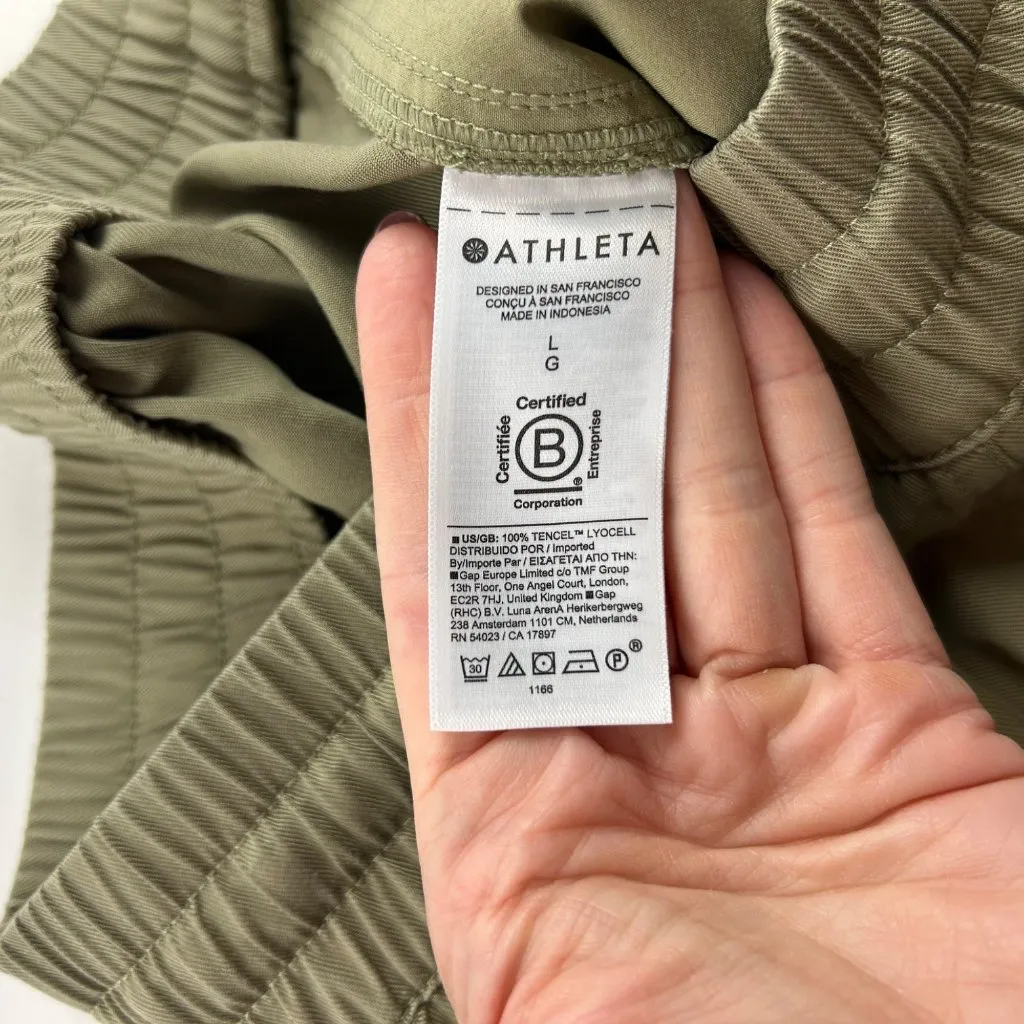 ATHLETA
DESIGNED IN SAN FRANCISCO
CONÇU À SAN FRANCISCO
MADE IN INDONESIA
L
G
Certified
Certifiée
B
Entreprise
®
Corporation
US/GB: 100% TENCEL™ LYOCELL
DISTRIBUIDO POR / Imported
By/Importe Par / ΕΙΣΑΓΕΤΑΙ ΑΠΟ ΤΗΝ:
Gap Europe Limited c/o TMF Group
13th Floor, One Angel Court, London,
EC2R 7HJ, United Kingdom Gap
(RHC) B.V. Luna ArenA Herikerbergweg
238 Amsterdam 1101 CM, Netherlands
RN 54023 / CA 17897
30 P ®
1166